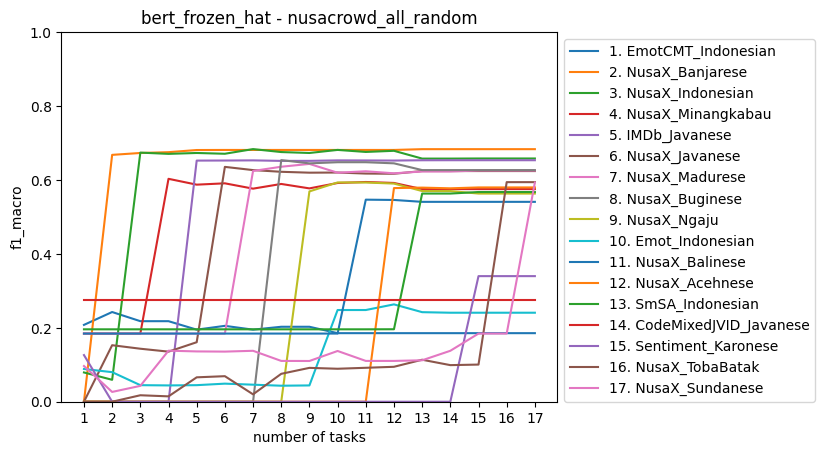 bert_frozen_hat - nusacrowd_all_random
f1_macro
1.0
0.8
0.6
0.4
0.2
0.0
1 2 3 4 5 6 7 8 9 10 11 12 13 14 15 16 17
number of tasks
1. EmotCMT_Indonesian
2. NusaX_Banjarese
3. NusaX_Indonesian
4. NusaX_Minangkabau
5. IMDb_Javanese
6. NusaX_Javanese
7. NusaX_Madurese
8. NusaX_Buginese
9. NusaX_Ngaju
10. Emot_Indonesian
11. NusaX_Balinese
12. NusaX_Acehnese
13. SmSA_Indonesian
14. CodeMixedJVID_Javanese
15. Sentiment_Karonese
16. NusaX_TobaBatak
17. NusaX_Sundanese